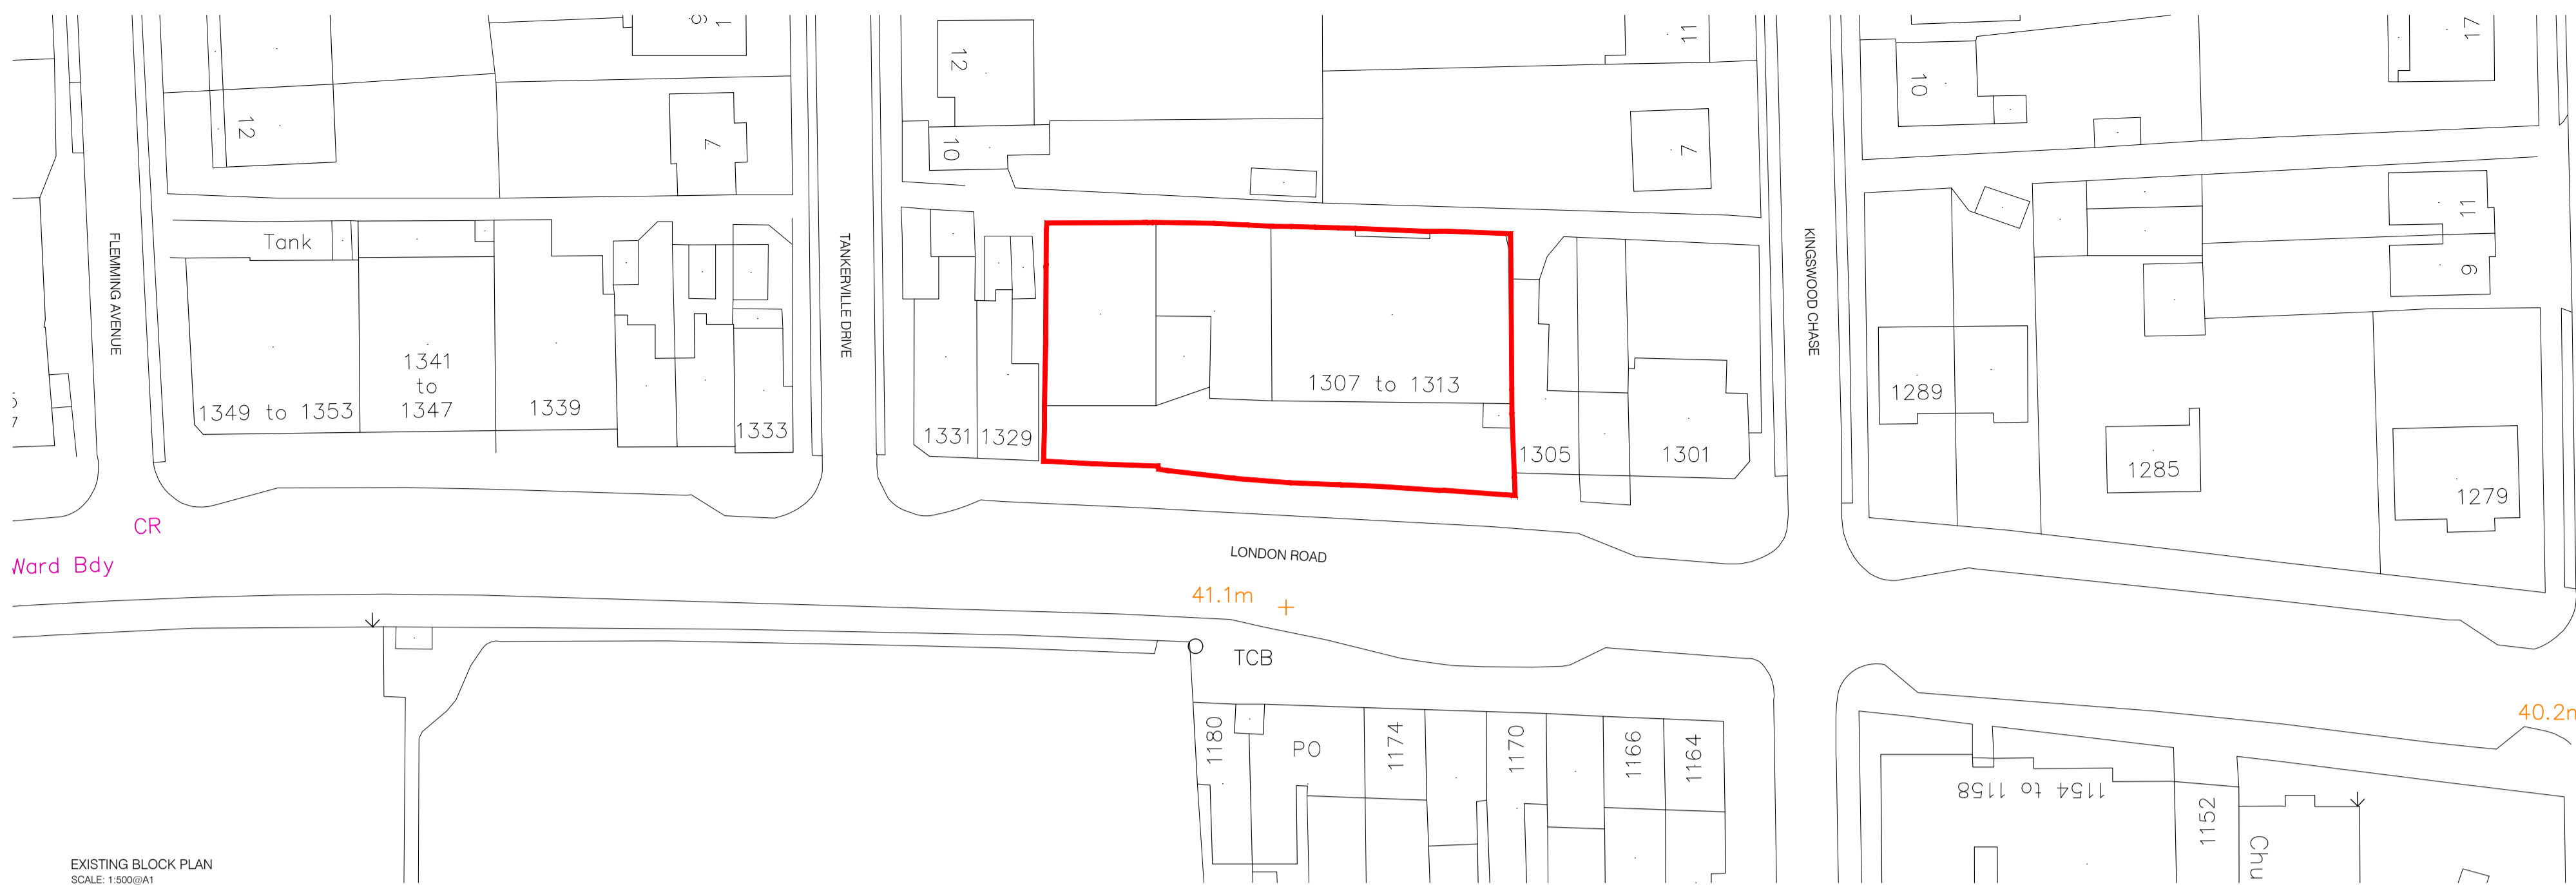 12
7
12
10
11
7
10
17
11
9
FLEMMING AVENUE
TANKERVILLE DRIVE
KINGSWOOD CHASE
Tank
1349 to 1353
1341
to
1347
1339
1333
1331
1329
1307 to 1313
1305
1301
1289
1285
1279
CR
Ward Bdy
LONDON ROAD
41.1m
TCB
40.2m
1180
PO
1174
1170
1166
1164
1154 to 1158
1152
EXISTING BLOCK PLAN
SCALE: 1:500@A1